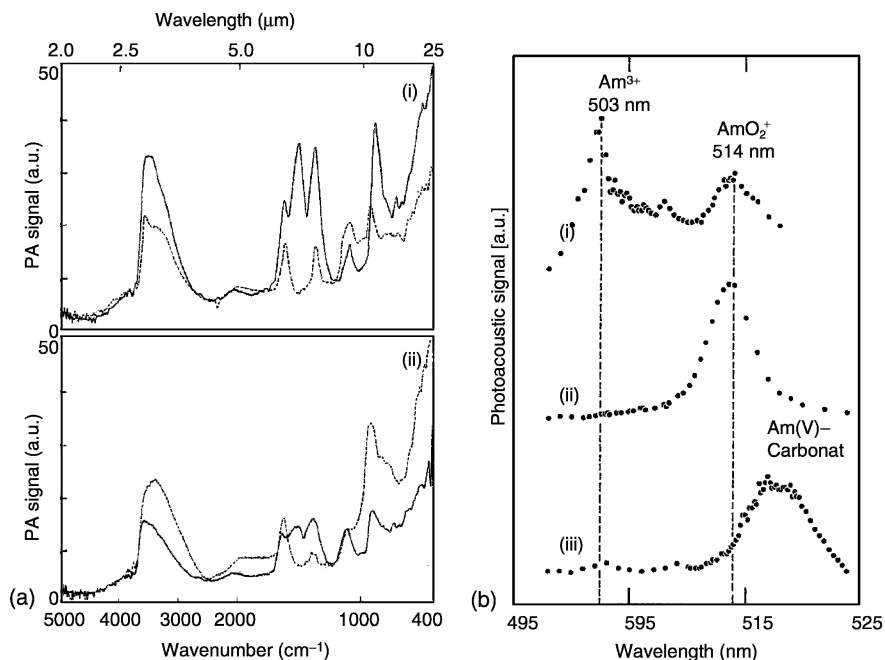 Wavelength (μm)
2.0 2.5 5.0 10 25
50
(i)
PA signal (a.u.)
0
50
(ii)
PA signal (a.u.)
0
(a)
5000 4000 3000 2000 1000 400
Wavenumber (cm⁻¹)
Am³⁺
503 nm
AmO₂⁺
514 nm
(i)
Photoacoustic signal [a.u.]
(ii)
Am(V)–
Carbonat
(iii)
(b)
495 595 515 525
Wavelength (nm)